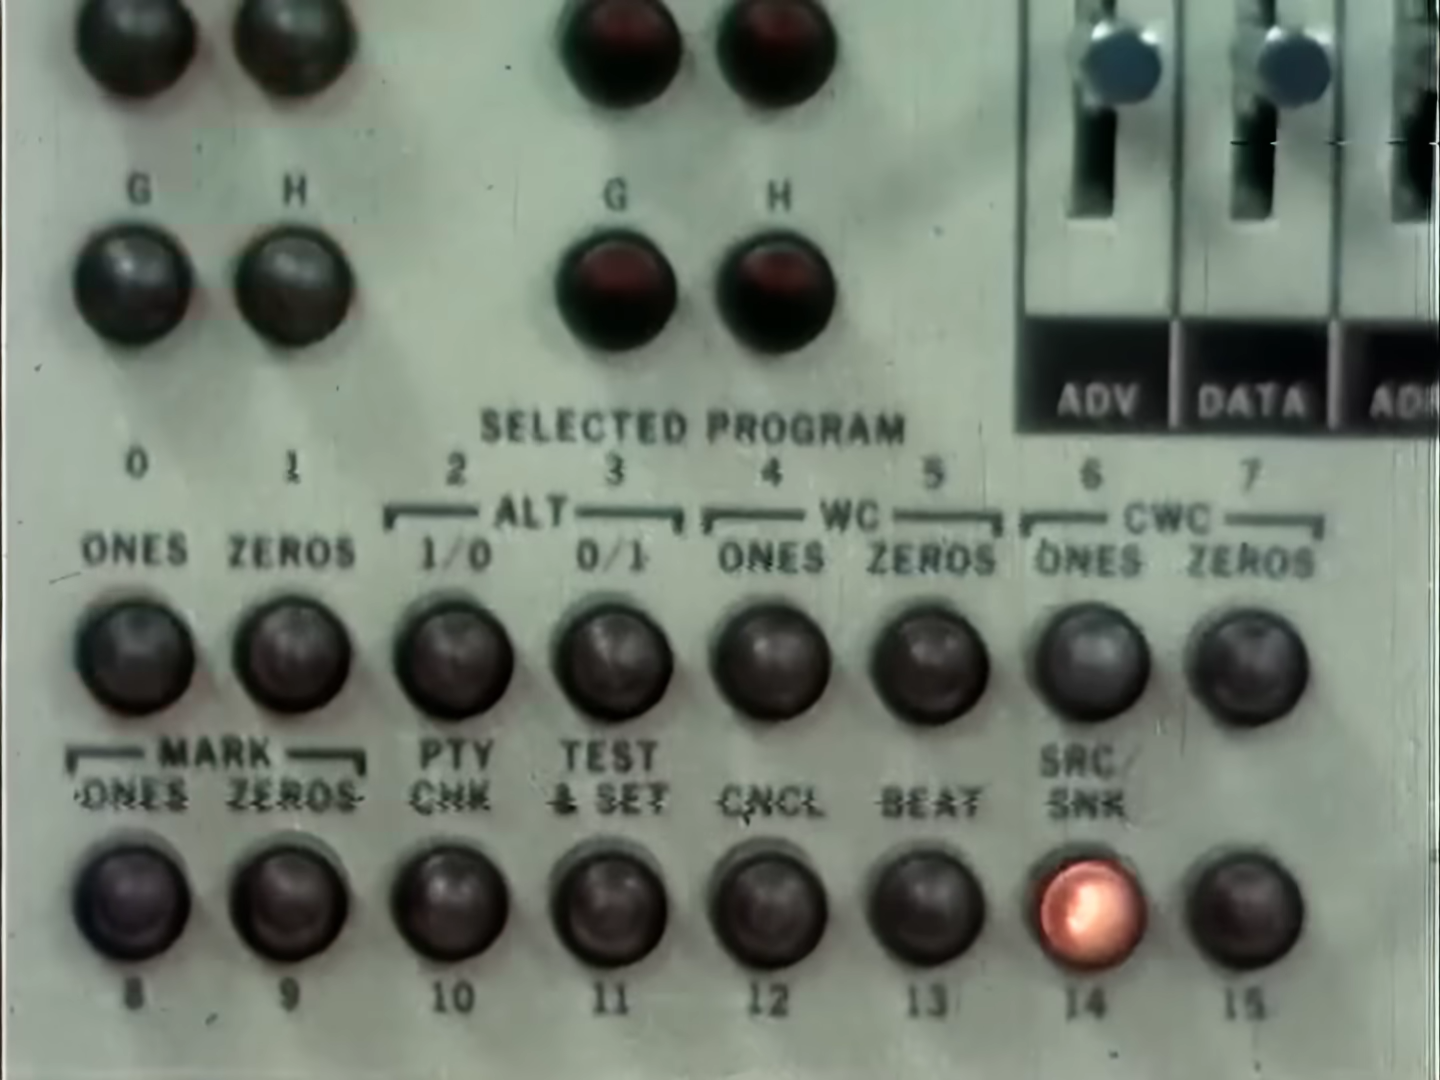 G H G H
ADV DATA
SELECTED PROGRAM
0 1 2 3 4 5 6 7
ALT WC CWC
ONES ZEROS 1/0 0/1 ONES ZEROS ONES ZEROS
MARK PTY TEST SRC/
ONES ZEROS CHK & SET CNCL BEAT SNK
8 9 10 11 12 13 14 15